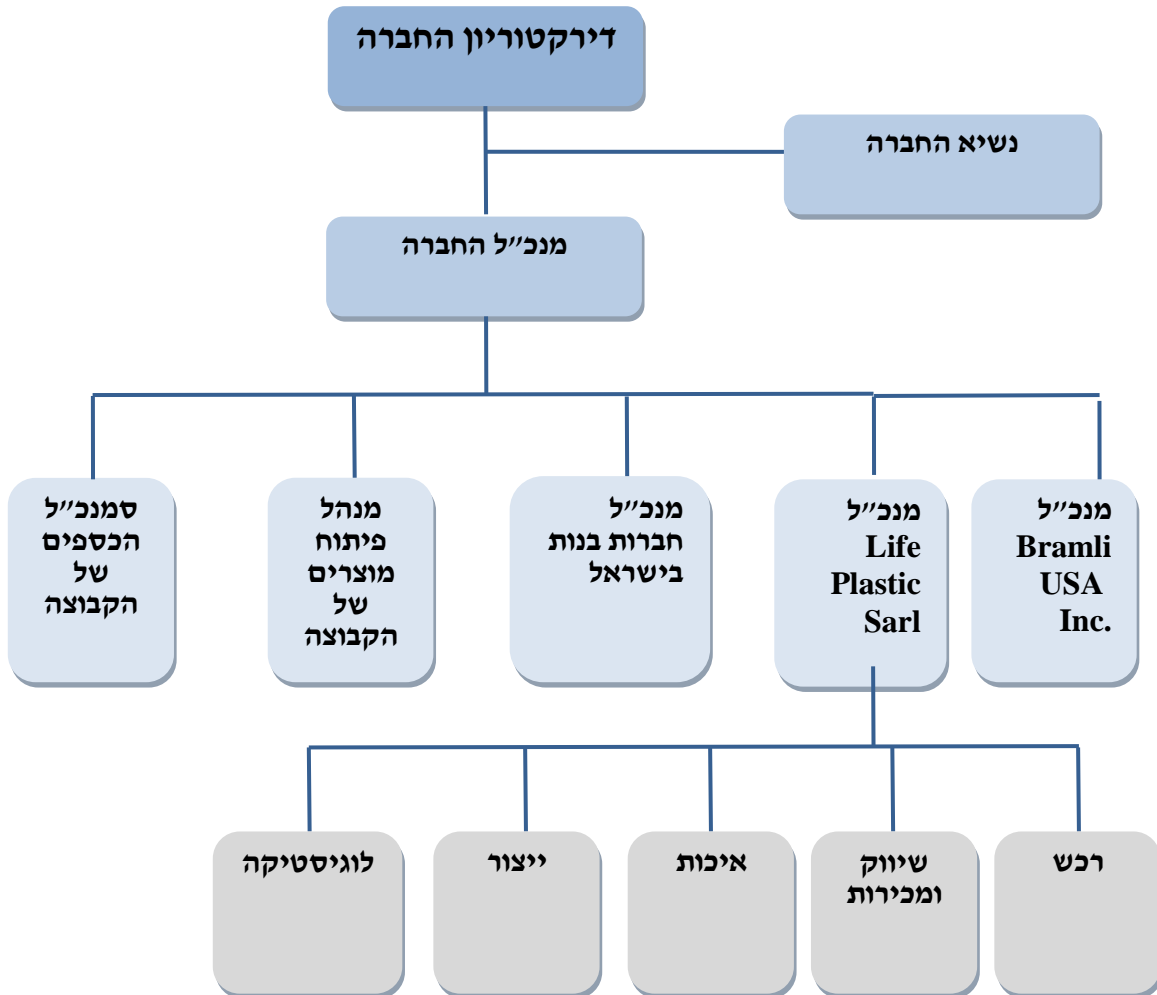 דירקטוריון החברה
נשיא החברה
מנכ״ל החברה
מנכ״ל
Bramli
USA
Inc.
מנכ״ל
Life
Plastic
Sarl
מנכ״ל
חברות בנות
בישראל
מנהל
פיתוח
מוצרים
של
הקבוצה
סמנכ״ל
הכספים
של
הקבוצה
רכש
שיווק
ומכירות
איכות
ייצור
לוגיסטיקה